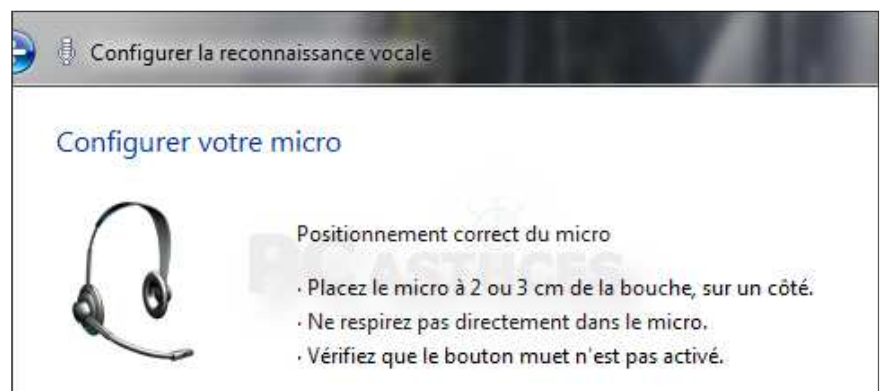 Configurer la reconnaissance vocale
Configurer votre micro
Positionnement correct du micro
PC ASTUCES
· Placez le micro à 2 ou 3 cm de la bouche, sur un côté.
· Ne respirez pas directement dans le micro.
· Vérifiez que le bouton muet n'est pas activé.